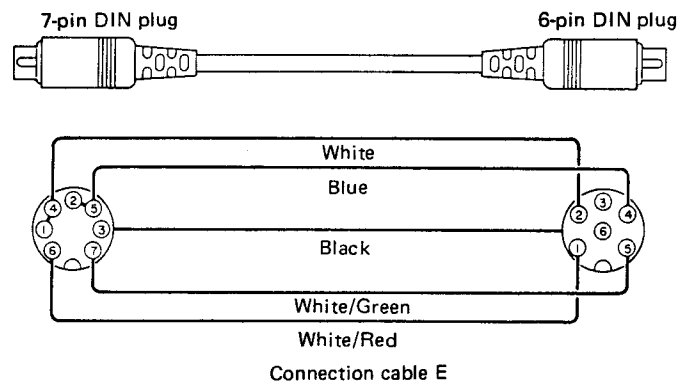 7-pin DIN plug
6-pin DIN plug
White
Blue
Black
White/Green
White/Red
4 2 5
1 3
6 7
3
2 4
6
1 5
Connection cable E